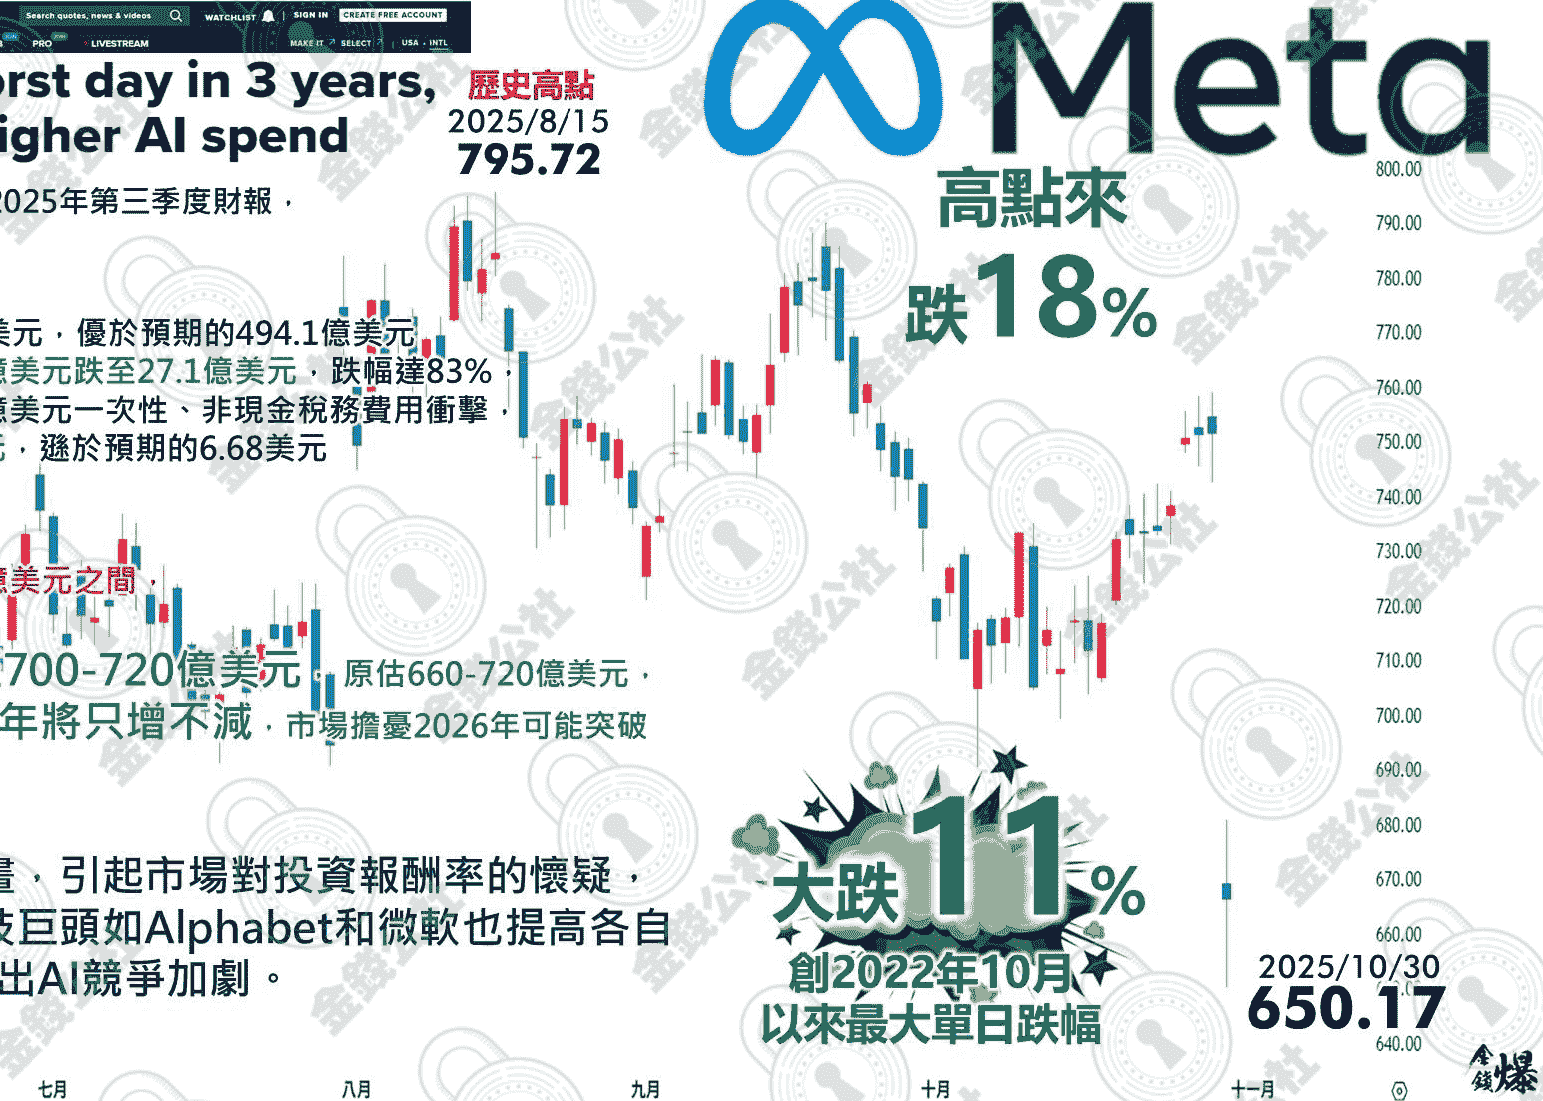 Search quotes, news & videos
WATCHLIST
SIGN IN
CREATE FREE ACCOUNT
PRO
LIVESTREAM
MAKE IT ↗ SELECT ↗ | USA • INTL
orst day in 3 years,
igher AI spend
歷史高點
2025/8/15
795.72
Meta
2025年第三季度財報，
高點來
跌18%
美元，優於預期的494.1億美元
億美元跌至27.1億美元，跌幅達83%，
億美元一次性、非現金稅務費用衝擊，
元，遜於預期的6.68美元
億美元之間，
700-720億美元。原估660-720億美元，
年將只增不減，市場擔憂2026年可能突破
畫，引起市場對投資報酬率的懷疑，
技巨頭如Alphabet和微軟也提高各自
出AI競爭加劇。
大跌11%
創2022年10月
以來最大單日跌幅
2025/10/30
650.17
800.00
790.00
780.00
770.00
760.00
750.00
740.00
730.00
720.00
710.00
700.00
690.00
680.00
670.00
660.00
640.00
七月
八月
九月
十月
十一月
金錢爆
金錢公社